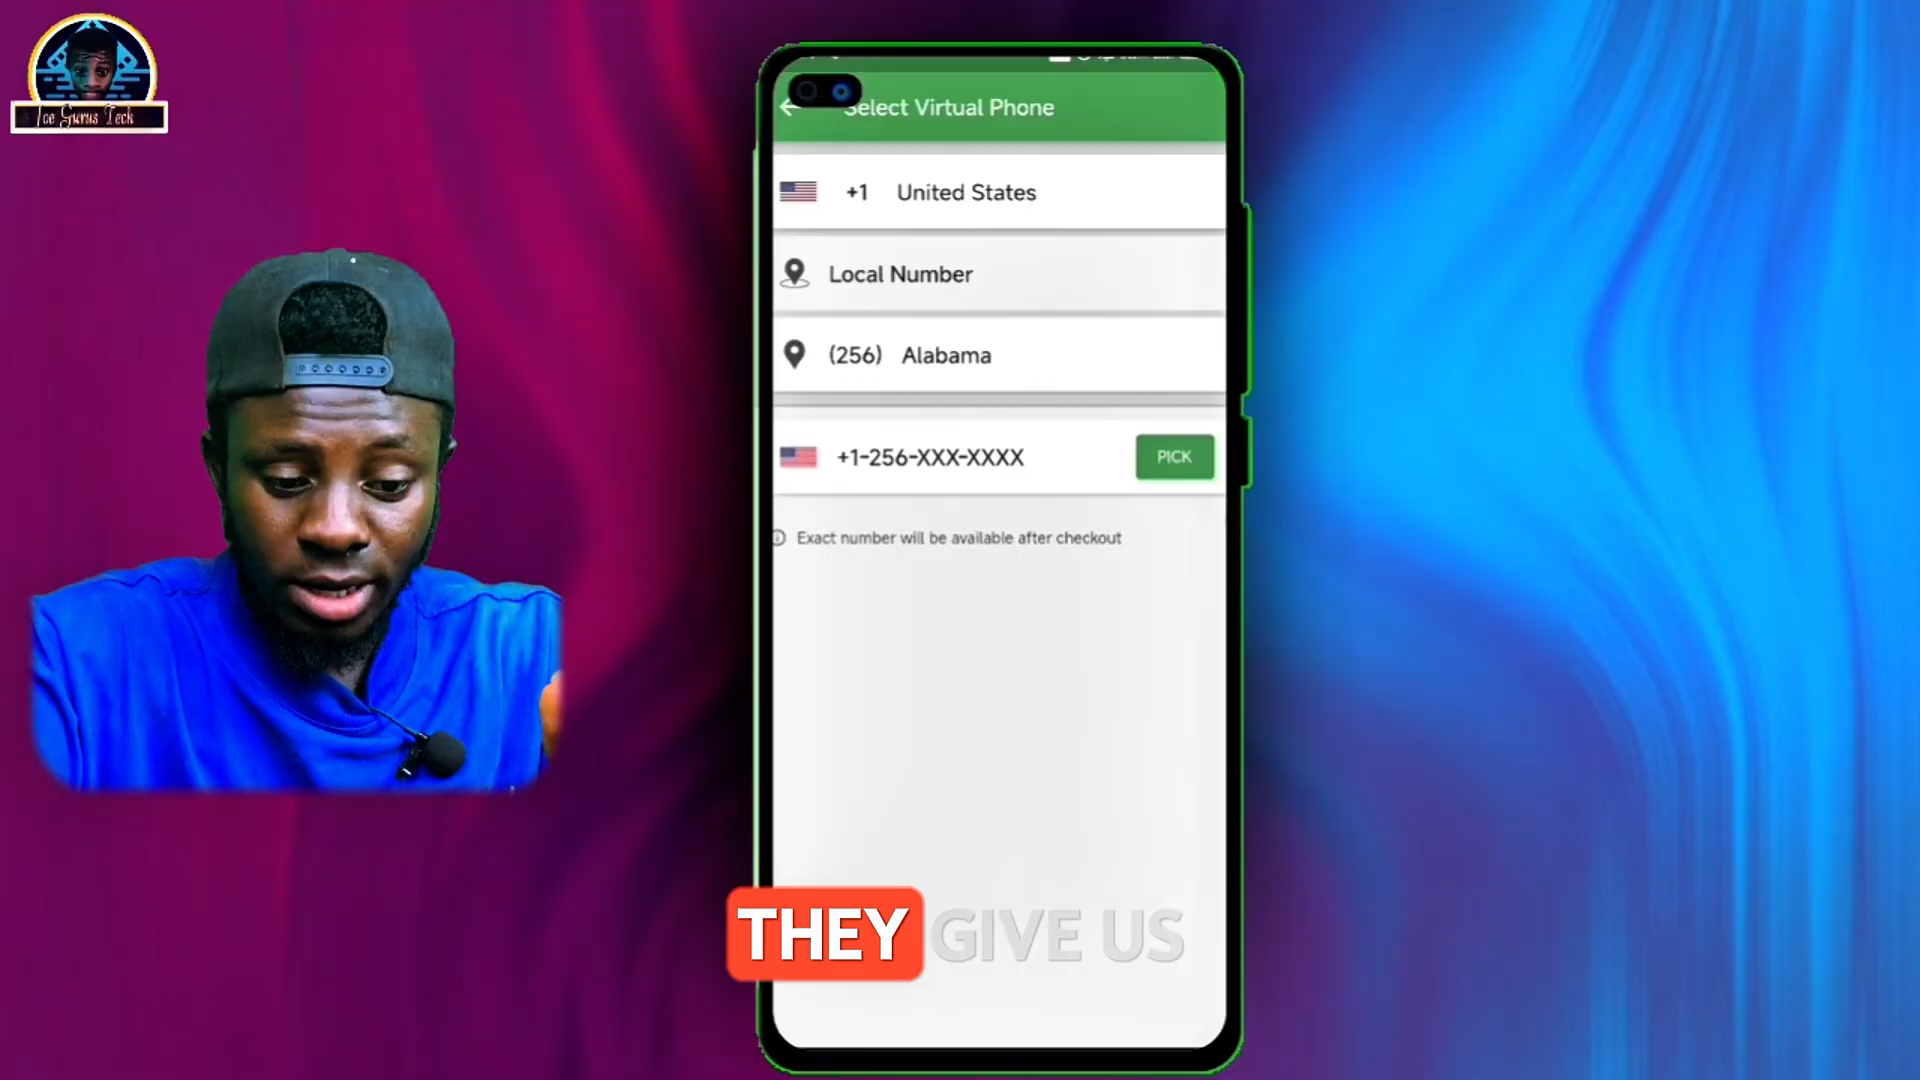 Ice Gurus Teck
Select Virtual Phone
+1 United States
Local Number
(256) Alabama
+1-256-XXX-XXXX
PICK
Exact number will be available after checkout
THEY GIVE US